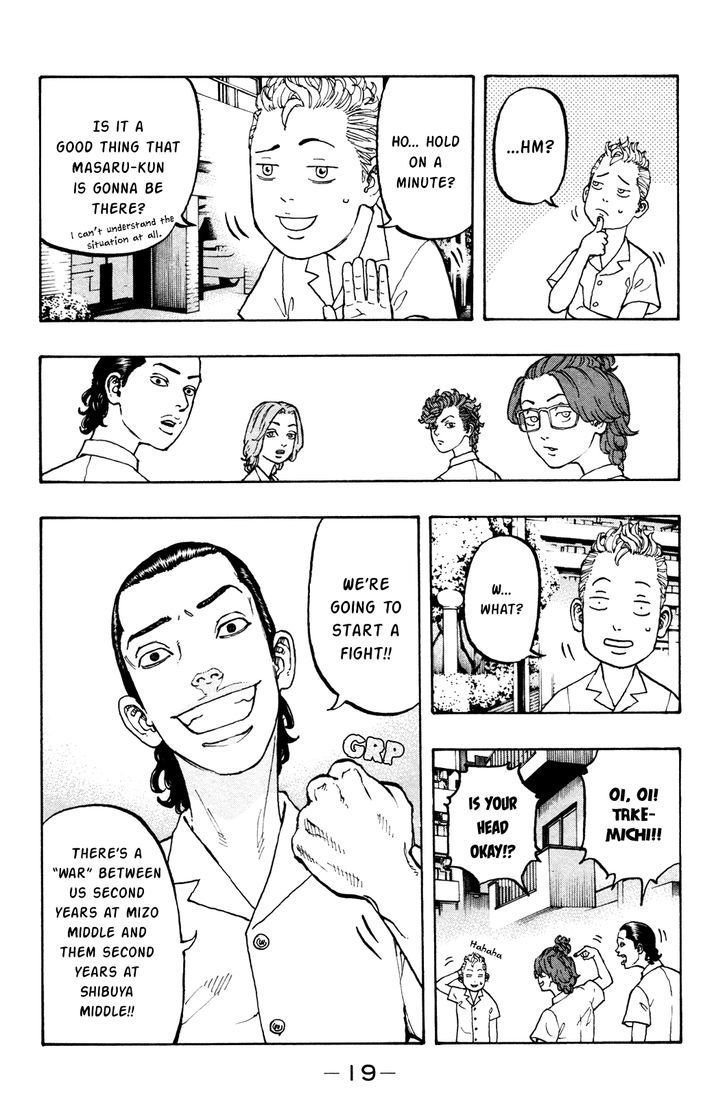 ...HM?
HO... HOLD
ON A
MINUTE?
IS IT A
GOOD THING THAT
MASARU-KUN
IS GONNA BE
THERE?
I can't understand the
situation at all.
W...
WHAT?
WE'RE
GOING TO
START A
FIGHT!!
GRP
THERE'S A
"WAR" BETWEEN
US SECOND
YEARS AT MIZO
MIDDLE AND
THEM SECOND
YEARS AT
SHIBUYA
MIDDLE!!
OI, OI!
TAKE-
MICHI!!
IS YOUR
HEAD
OKAY!?
Hahaha
-19-